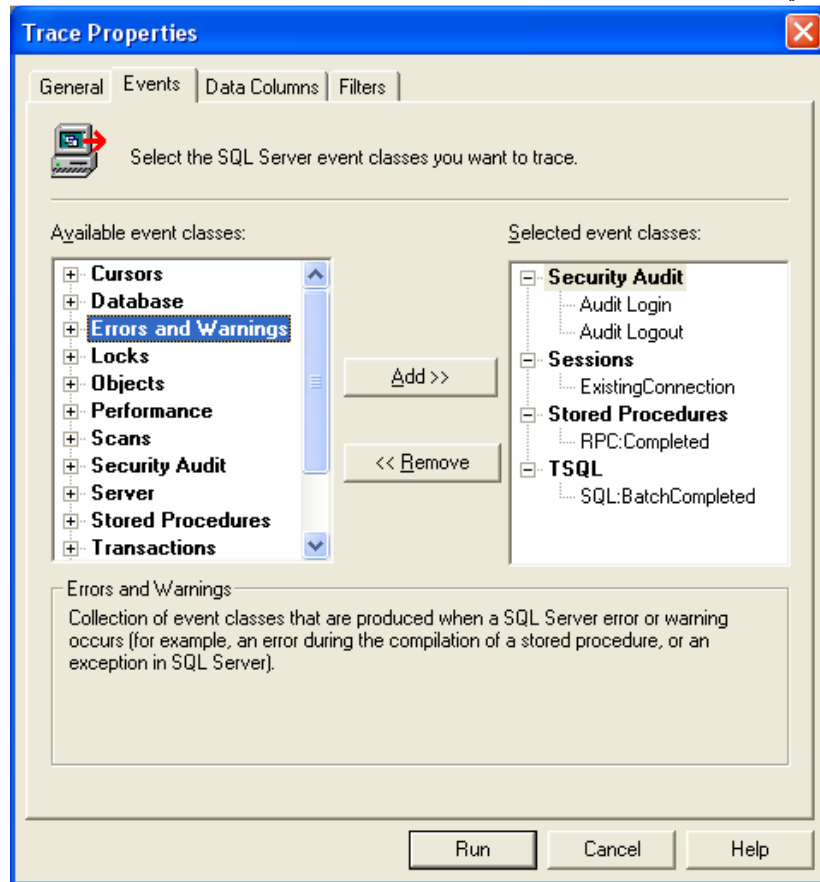 Trace Properties
General Events Data Columns Filters
Select the SQL Server event classes you want to trace.
Available event classes:
Cursors
Database
Errors and Warnings
Locks
Objects
Performance
Scans
Security Audit
Server
Stored Procedures
Transactions
Add >>
<< Remove
Selected event classes:
Security Audit
Audit Login
Audit Logout
Sessions
ExistingConnection
Stored Procedures
RPC:Completed
TSQL
SQL:BatchCompleted
Errors and Warnings
Collection of event classes that are produced when a SQL Server error or warning
occurs (for example, an error during the compilation of a stored procedure, or an
exception in SQL Server).
Run Cancel Help